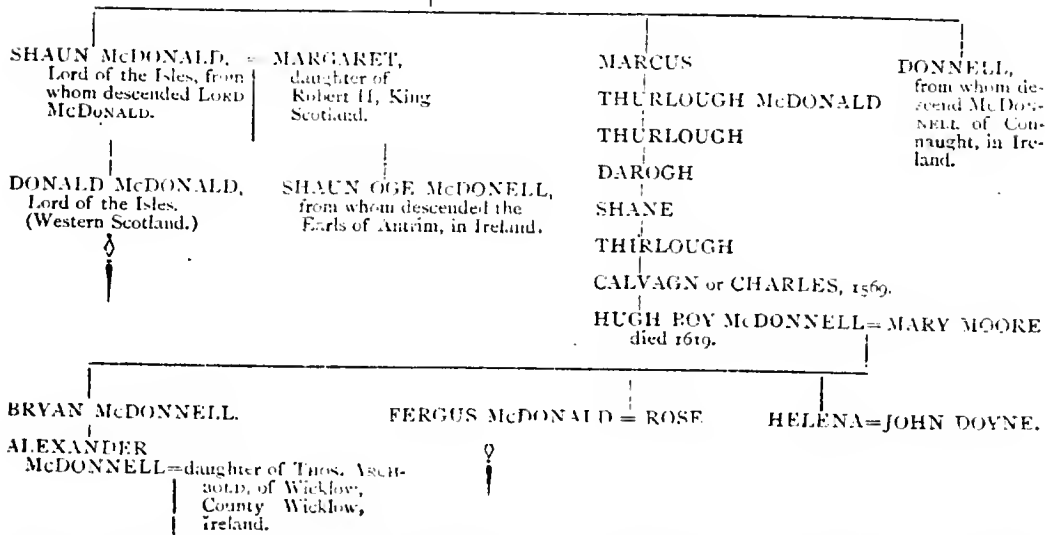 SHAUN McDONALD,
Lord of the Isles, from
whom descended LORD
McDONALD.
= MARGARET,
daughter of
Robert II, King
Scotland.
MARCUS
THURLOUGH McDONALD
THURLOUGH
DAROGH
SHANE
THIRLOUGH
CALVAGN or CHARLES, 1569.
HUGH BOY McDONNELL = MARY MOORE
died 1619.
DONNELL,
from whom de-
scend McDON-
NELL of Con-
naught, in Ire-
land.
DONALD McDONALD,
Lord of the Isles.
(Western Scotland.)
SHAUN OGE McDONELL,
from whom descended the
Earls of Antrim, in Ireland.
BRYAN McDONNELL.
FERGUS McDONALD = ROSE
HELENA=JOHN DOYNE.
ALEXANDER
McDONNELL=daughter of THOS. ARCH-
BOLD, of Wicklow,
County Wicklow,
Ireland.